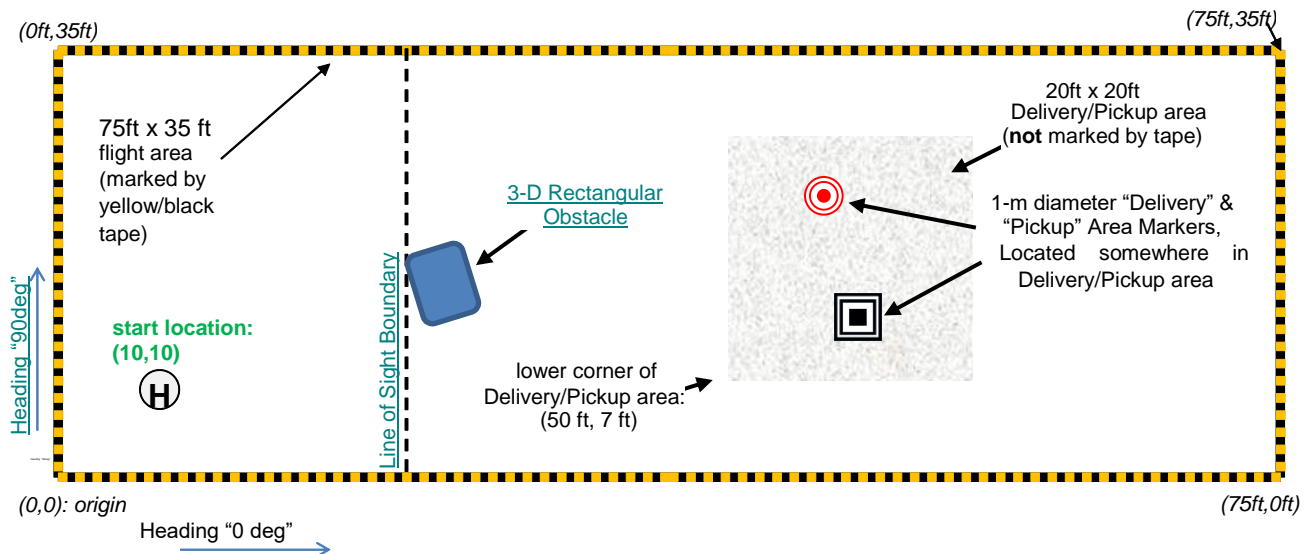 (0ft,35ft)
(75ft,35ft)
75ft x 35 ft
flight area
(marked by
yellow/black
tape)
20ft x 20ft
Delivery/Pickup area
(not marked by tape)
3-D Rectangular
Obstacle
1-m diameter “Delivery” &
“Pickup” Area Markers,
Located somewhere in
Delivery/Pickup area
Heading “90deg”
Line of Sight Boundary
start location:
(10,10)
H
lower corner of
Delivery/Pickup area:
(50 ft, 7 ft)
(0,0): origin
(75ft,0ft)
Heading “0 deg”